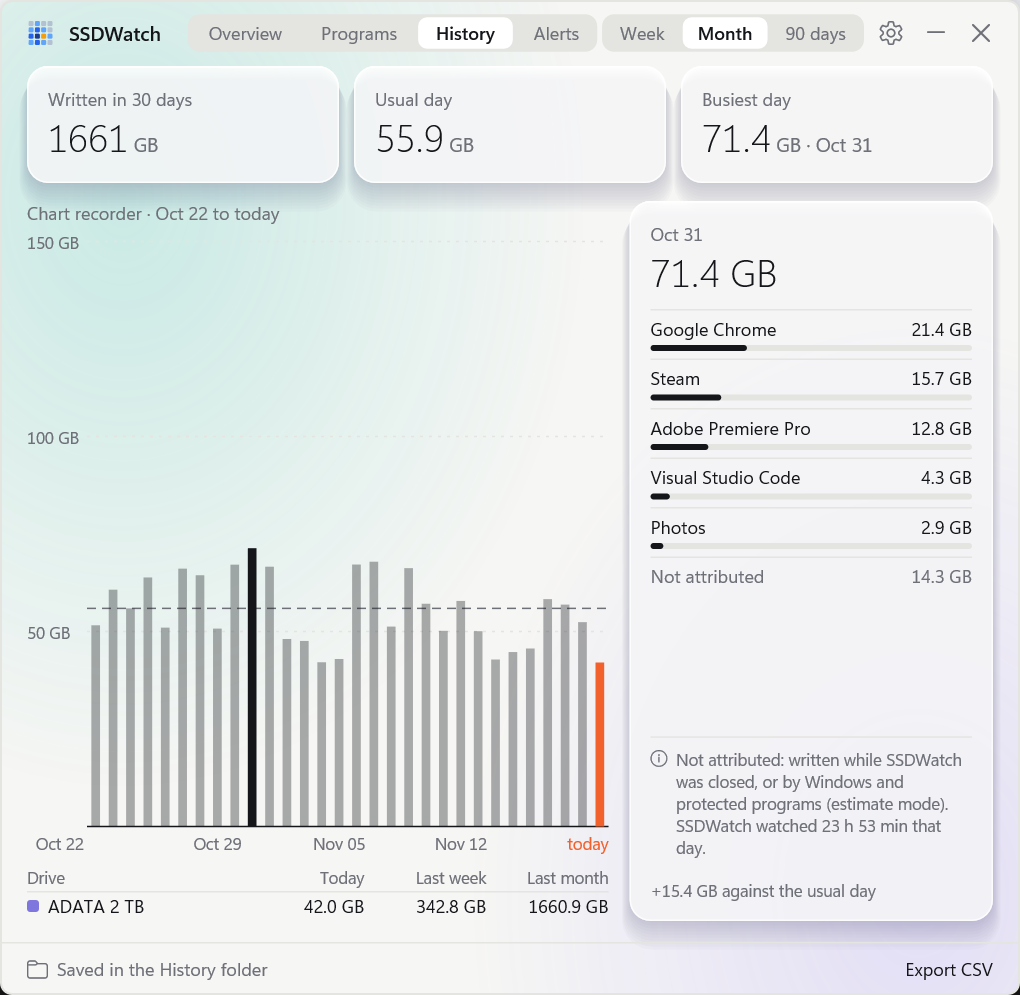 SSDWatch
Overview Programs History Alerts
Week Month 90 days
Written in 30 days
1661 GB
Usual day
55.9 GB
Busiest day
71.4 GB · Oct 31
Chart recorder · Oct 22 to today
150 GB
100 GB
50 GB
Oct 22 Oct 29 Nov 05 Nov 12 today
Drive Today Last week Last month
ADATA 2 TB 42.0 GB 342.8 GB 1660.9 GB
Oct 31
71.4 GB
Google Chrome 21.4 GB
Steam 15.7 GB
Adobe Premiere Pro 12.8 GB
Visual Studio Code 4.3 GB
Photos 2.9 GB
Not attributed 14.3 GB
Not attributed: written while SSDWatch
was closed, or by Windows and
protected programs (estimate mode).
SSDWatch watched 23 h 53 min that
day.
+15.4 GB against the usual day
Saved in the History folder
Export CSV